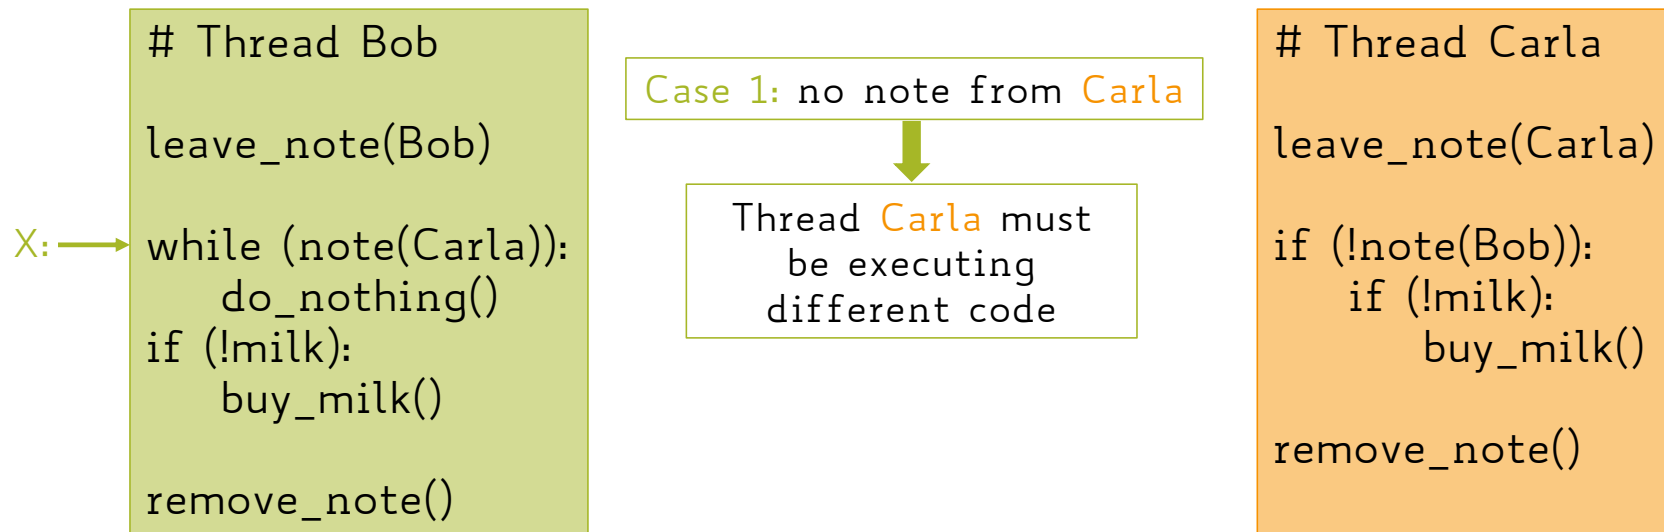 # Thread Bob
leave_note(Bob)
X:
while (note(Carla)):
do_nothing()
if (!milk):
buy_milk()
remove_note()
Case 1: no note from Carla
Thread Carla must
be executing
different code
# Thread Carla
leave_note(Carla)
if (!note(Bob)):
if (!milk):
buy_milk()
remove_note()